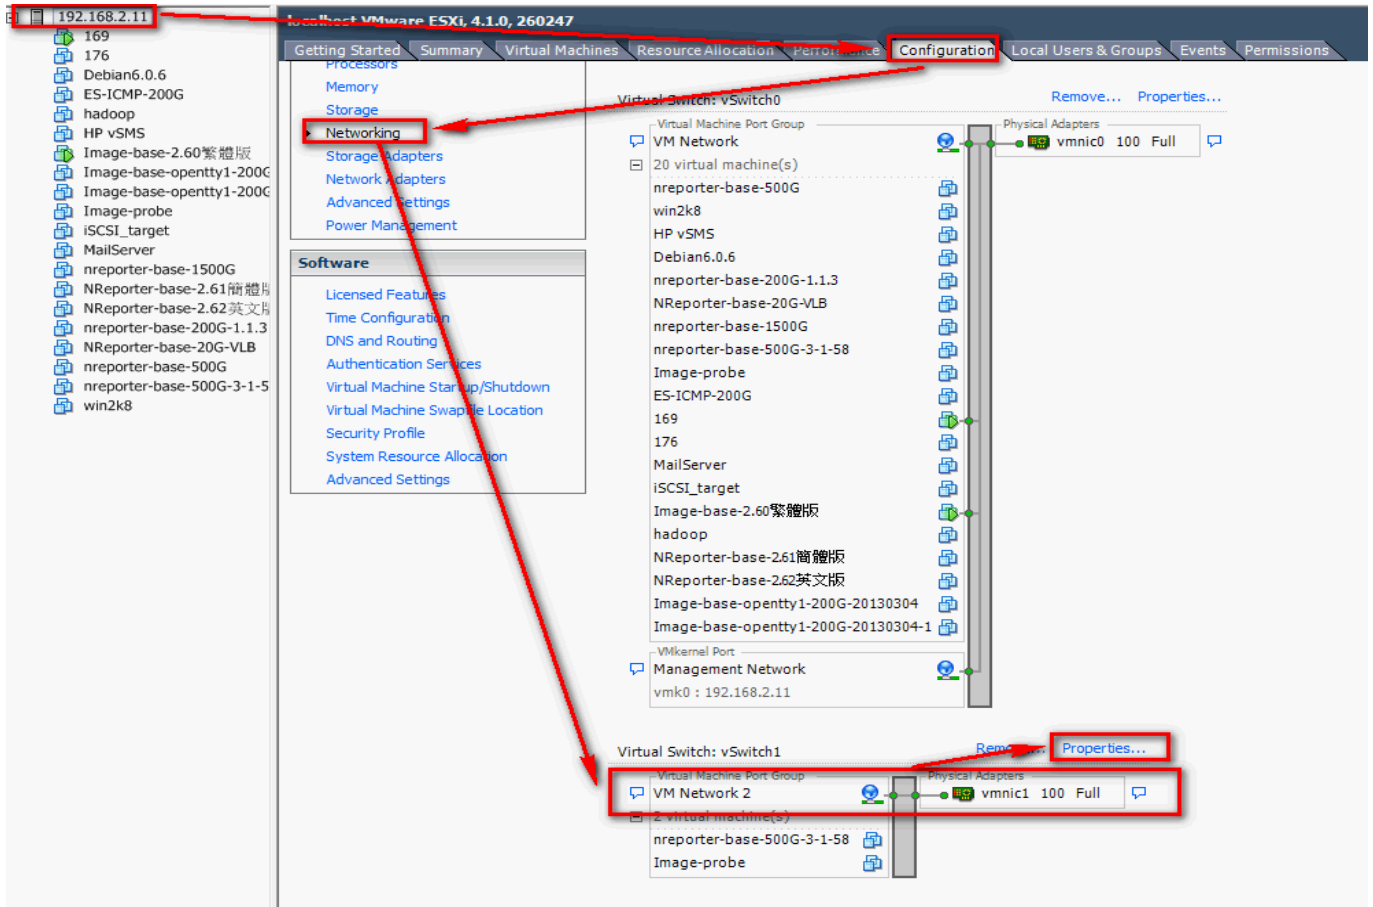 192.168.2.11
169
176
Debian6.0.6
ES-ICMP-200G
hadoop
HP vSMS
Image-base-2.60繁體版
Image-base-opentty1-200G
Image-base-opentty1-200G
Image-probe
iSCSI_target
MailServer
nreporter-base-1500G
NReporter-base-2.61簡體版
NReporter-base-2.62英文版
nreporter-base-200G-1.1.3
NReporter-base-20G-VLB
nreporter-base-500G
nreporter-base-500G-3-1-5
win2k8
localhost VMware ESXi, 4.1.0, 260247
Getting Started Summary Virtual Machines Resource Allocation Performance Configuration Local Users & Groups Events Permissions
Processors
Memory
Storage
Networking
Storage Adapters
Network Adapters
Advanced Settings
Power Management
Software
Licensed Features
Time Configuration
DNS and Routing
Authentication Services
Virtual Machine Startup/Shutdown
Virtual Machine Swapfile Location
Security Profile
System Resource Allocation
Advanced Settings
Virtual Switch: vSwitch0 Remove... Properties...
Virtual Machine Port Group Physical Adapters
VM Network vmnic0 100 Full
20 virtual machine(s)
nreporter-base-500G
win2k8
HP vSMS
Debian6.0.6
nreporter-base-200G-1.1.3
NReporter-base-20G-VLB
nreporter-base-1500G
nreporter-base-500G-3-1-58
Image-probe
ES-ICMP-200G
169
176
MailServer
iSCSI_target
Image-base-2.60繁體版
hadoop
NReporter-base-2.61簡體版
NReporter-base-2.62英文版
Image-base-opentty1-200G-20130304
Image-base-opentty1-200G-20130304-1
VMkernel Port
Management Network
vmk0 : 192.168.2.11
Virtual Switch: vSwitch1 Remove... Properties...
Virtual Machine Port Group Physical Adapters
VM Network 2 vmnic1 100 Full
2 virtual machine(s)
nreporter-base-500G-3-1-58
Image-probe